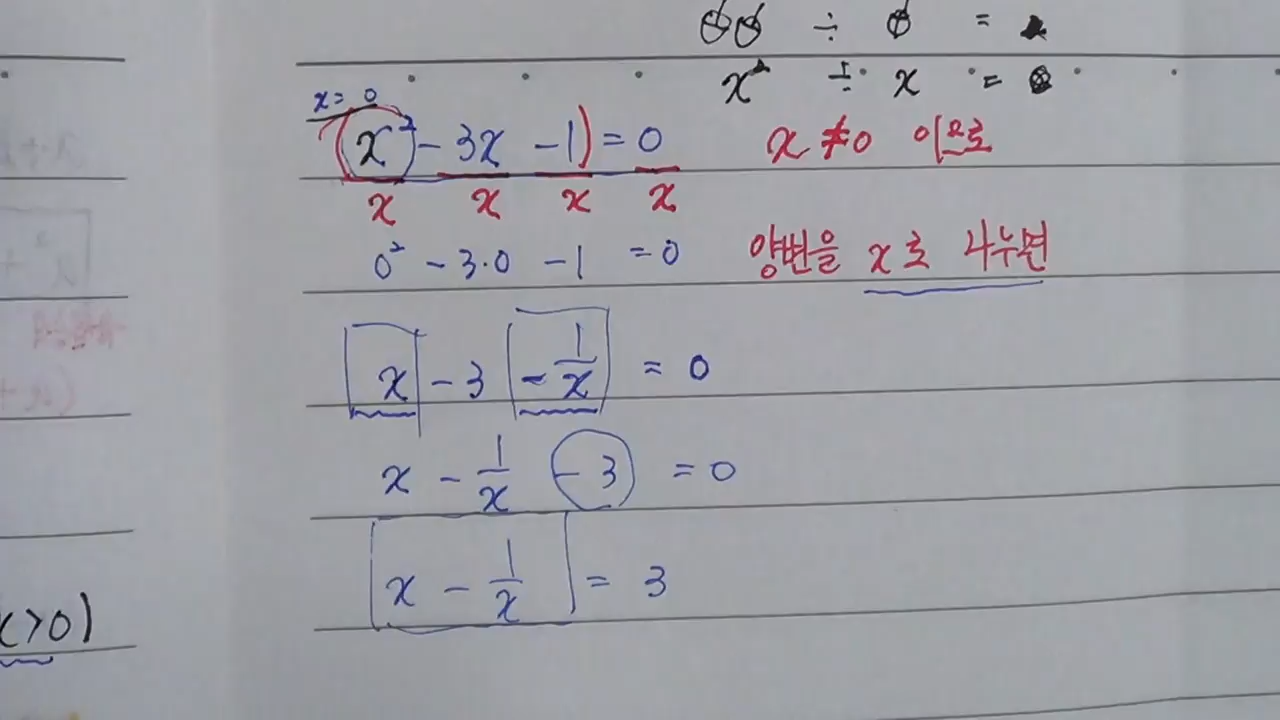 x² ÷ x =
x = 0
(x² - 3x - 1) = 0 x ≠ 0 이므로
x x x x
0² - 3·0 - 1 = 0 양변을 x로 나누면
x - 3 - 1/x = 0
x - 1/x - 3 = 0
x - 1/x = 3
x>0)